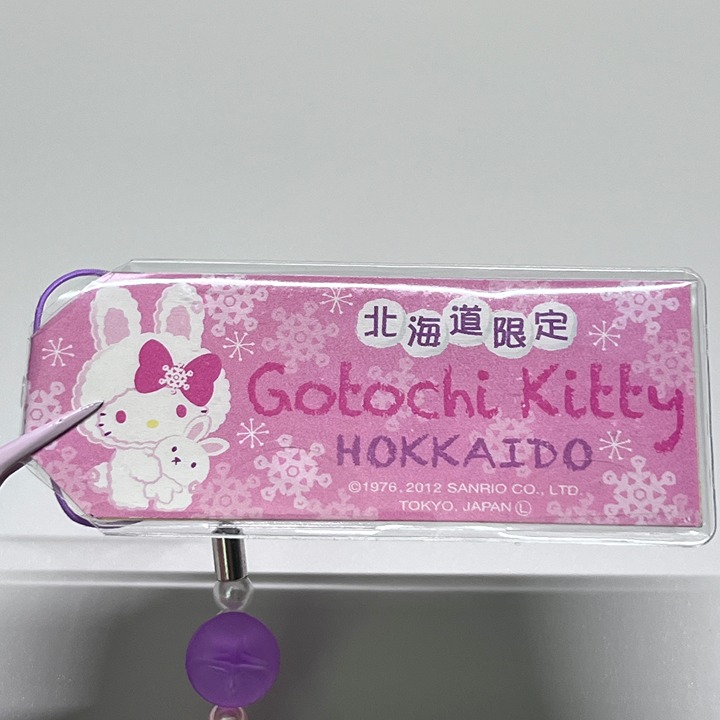 北海道限定
Gotochi Kitty
HOKKAIDO
©1976, 2012 SANRIO CO., LTD.
TOKYO, JAPAN Ⓛ